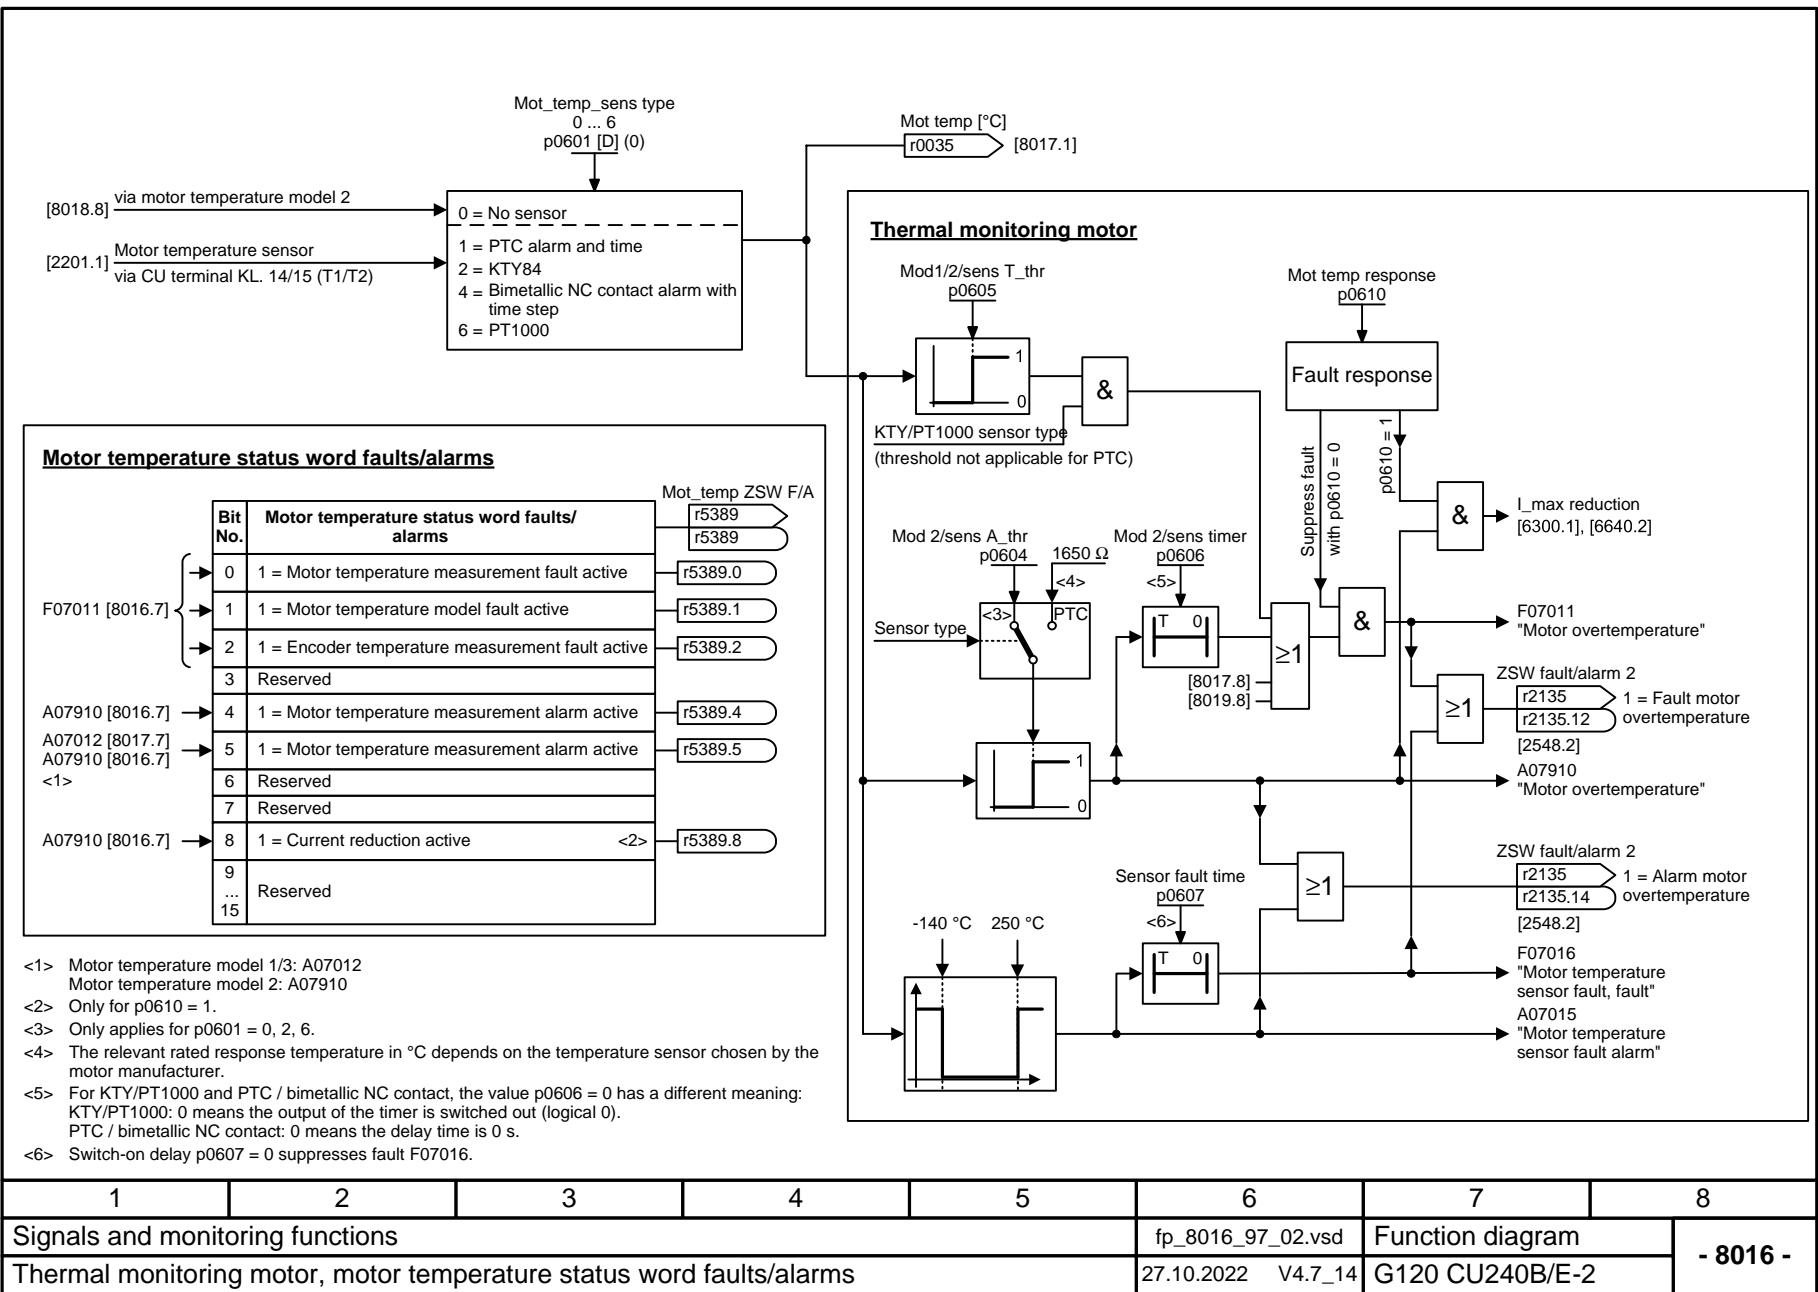 Mot_temp_sens type
0 ... 6
p0601 [D] (0)
Mot temp [°C]
r0035
[8017.1]
[8018.8]
via motor temperature model 2
[2201.1]
Motor temperature sensor
via CU terminal KL. 14/15 (T1/T2)
0 = No sensor
1 = PTC alarm and time
2 = KTY84
4 = Bimetallic NC contact alarm with
time step
6 = PT1000
Thermal monitoring motor
Mod1/2/sens T_thr
p0605
1
0
&
KTY/PT1000 sensor type
(threshold not applicable for PTC)
Mot temp response
p0610
Fault response
Suppress fault
with p0610 = 0
p0610 = 1
&
I_max reduction
[6300.1], [6640.2]
Mod 2/sens A_thr
p0604
1650 Ω
<4>
<3>
PTC
Sensor type
Mod 2/sens timer
p0606
<5>
T 0
[8017.8]
[8019.8]
≥1
&
F07011
"Motor overtemperature"
≥1
ZSW fault/alarm 2
r2135
r2135.12
1 = Fault motor
overtemperature
[2548.2]
1
0
A07910
"Motor overtemperature"
≥1
ZSW fault/alarm 2
r2135
r2135.14
1 = Alarm motor
overtemperature
[2548.2]
Sensor fault time
p0607
<6>
T 0
-140 °C
250 °C
F07016
"Motor temperature
sensor fault, fault"
A07015
"Motor temperature
sensor fault alarm"
Motor temperature status word faults/alarms
Mot_temp ZSW F/A
Bit
No.
Motor temperature status word faults/
alarms
r5389
r5389
F07011 [8016.7]
0 1 = Motor temperature measurement fault active r5389.0
1 1 = Motor temperature model fault active r5389.1
2 1 = Encoder temperature measurement fault active r5389.2
3 Reserved
A07910 [8016.7] 4 1 = Motor temperature measurement alarm active r5389.4
A07012 [8017.7]
A07910 [8016.7]
<1>
5 1 = Motor temperature measurement alarm active r5389.5
6 Reserved
7 Reserved
A07910 [8016.7] 8 1 = Current reduction active <2> r5389.8
9
...
15
Reserved
<1> Motor temperature model 1/3: A07012
Motor temperature model 2: A07910
<2> Only for p0610 = 1.
<3> Only applies for p0601 = 0, 2, 6.
<4> The relevant rated response temperature in °C depends on the temperature sensor chosen by the
motor manufacturer.
<5> For KTY/PT1000 and PTC / bimetallic NC contact, the value p0606 = 0 has a different meaning:
KTY/PT1000: 0 means the output of the timer is switched out (logical 0).
PTC / bimetallic NC contact: 0 means the delay time is 0 s.
<6> Switch-on delay p0607 = 0 suppresses fault F07016.
1 2 3 4 5 6 7 8
Signals and monitoring functions
fp_8016_97_02.vsd
Function diagram
- 8016 -
Thermal monitoring motor, motor temperature status word faults/alarms
27.10.2022 V4.7_14
G120 CU240B/E-2